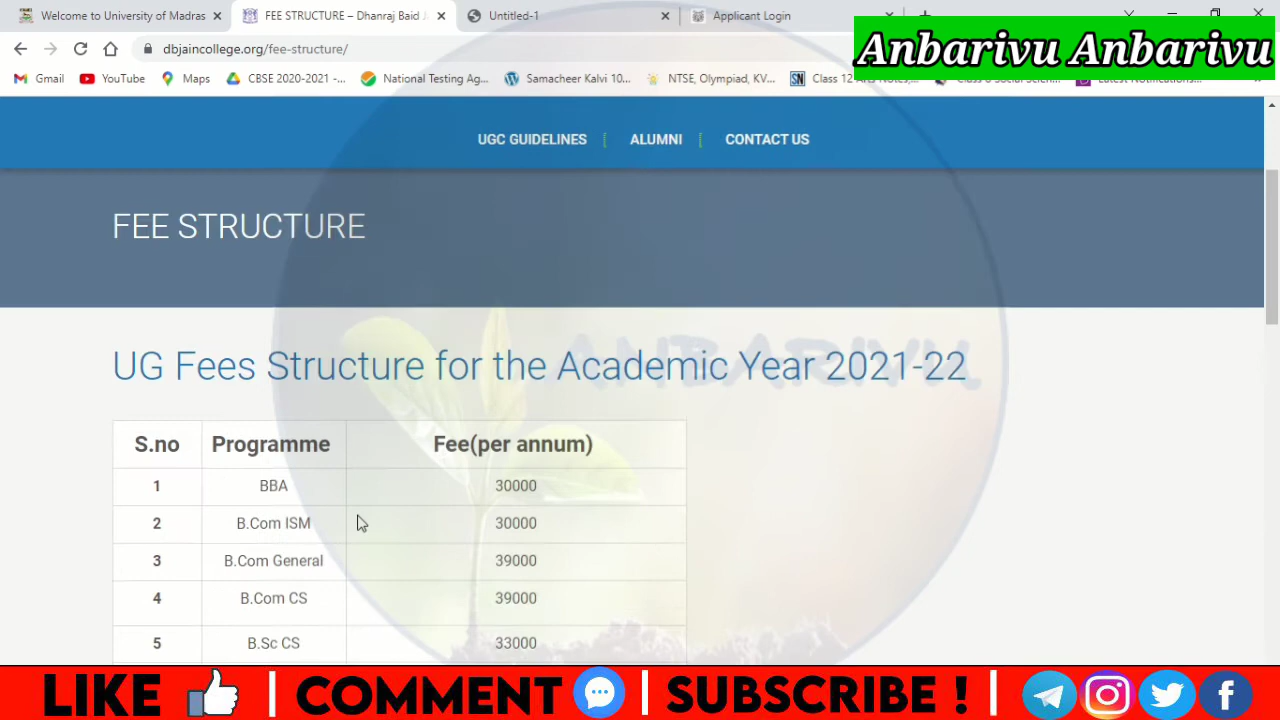 Welcome to University of Madras
FEE STRUCTURE – Dhanraj Baid J
Untitled-1
Applicant Login
dbjaincollege.org/fee-structure/
Anbarivu Anbarivu
Gmail
YouTube
Maps
CBSE 2020-2021 -...
National Testing Ag...
Samacheer Kalvi 10...
NTSE, Olympiad, KV...
SN
Class 12
UGC GUIDELINES
ALUMNI
CONTACT US
FEE STRUCTURE
UG Fees Structure for the Academic Year 2021-22
ANBARIVU
S.no Programme Fee(per annum)
1 BBA 30000
2 B.Com ISM 30000
3 B.Com General 39000
4 B.Com CS 39000
5 B.Sc CS 33000
LIKE | COMMENT | SUBSCRIBE ! |